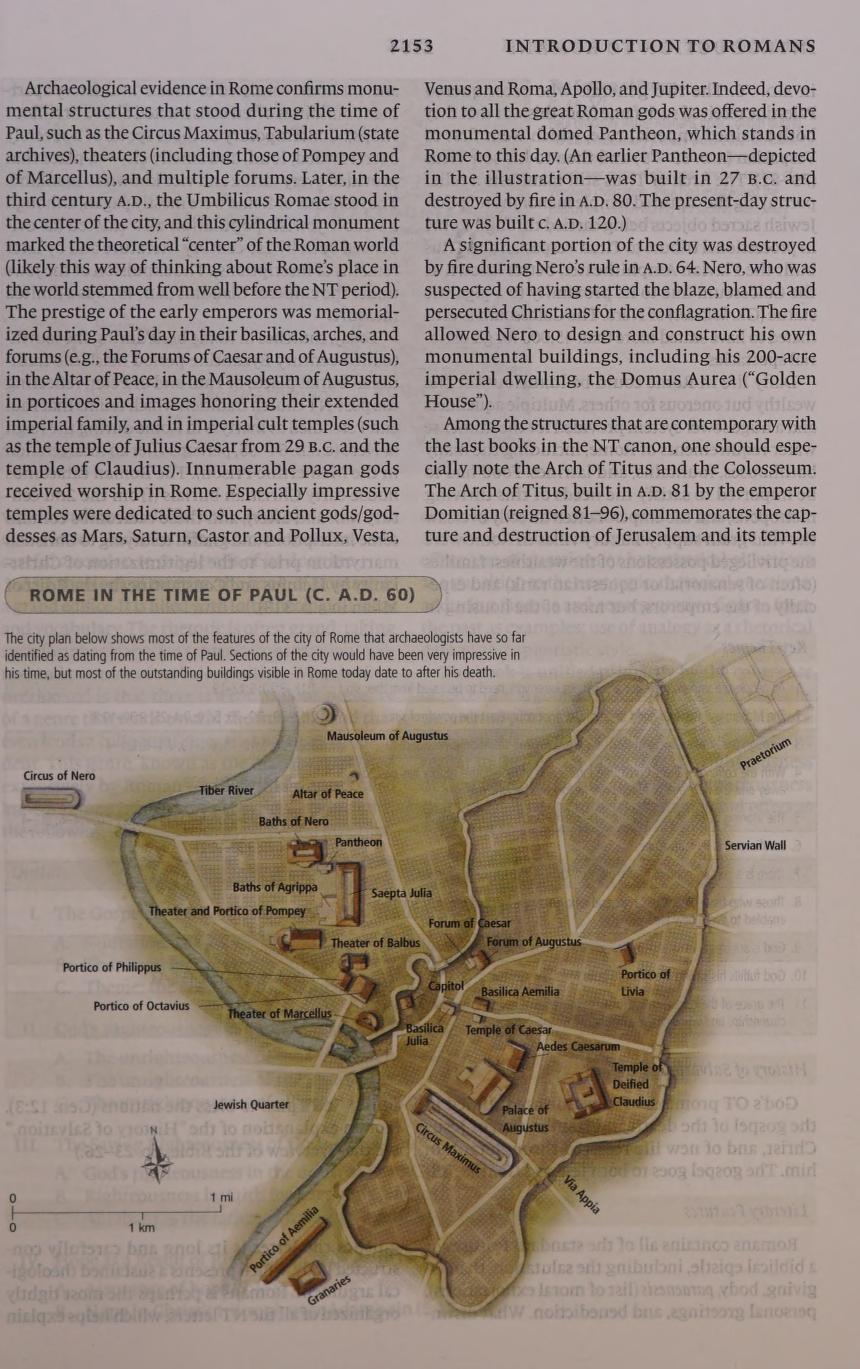 2153 INTRODUCTION TO ROMANS
Archaeological evidence in Rome confirms monu-
mental structures that stood during the time of
Paul, such as the Circus Maximus, Tabularium (state
archives), theaters (including those of Pompey and
of Marcellus), and multiple forums. Later, in the
third century A.D., the Umbilicus Romae stood in
the center of the city, and this cylindrical monument
marked the theoretical “center” of the Roman world
(likely this way of thinking about Rome’s place in
the world stemmed from well before the NT period).
The prestige of the early emperors was memorial-
ized during Paul’s day in their basilicas, arches, and
forums (e.g., the Forums of Caesar and of Augustus),
in the Altar of Peace, in the Mausoleum of Augustus,
in porticoes and images honoring their extended
imperial family, and in imperial cult temples (such
as the temple of Julius Caesar from 29 B.C. and the
temple of Claudius). Innumerable pagan gods
received worship in Rome. Especially impressive
temples were dedicated to such ancient gods/god-
desses as Mars, Saturn, Castor and Pollux, Vesta,
Venus and Roma, Apollo, and Jupiter. Indeed, devo-
tion to all the great Roman gods was offered in the
monumental domed Pantheon, which stands in
Rome to this day. (An earlier Pantheon—depicted
in the illustration—was built in 27 B.C. and
destroyed by fire in A.D. 80. The present-day struc-
ture was built c. A.D. 120.)
A significant portion of the city was destroyed
by fire during Nero’s rule in A.D. 64. Nero, who was
suspected of having started the blaze, blamed and
persecuted Christians for the conflagration. The fire
allowed Nero to design and construct his own
monumental buildings, including his 200-acre
imperial dwelling, the Domus Aurea (“Golden
House”).
Among the structures that are contemporary with
the last books in the NT canon, one should espe-
cially note the Arch of Titus and the Colosseum.
The Arch of Titus, built in A.D. 81 by the emperor
Domitian (reigned 81–96), commemorates the cap-
ture and destruction of Jerusalem and its temple
ROME IN THE TIME OF PAUL (C. A.D. 60)
The city plan below shows most of the features of the city of Rome that archaeologists have so far
identified as dating from the time of Paul. Sections of the city would have been very impressive in
his time, but most of the outstanding buildings visible in Rome today date to after his death.
Mausoleum of Augustus
Praetorium
Circus of Nero
Tiber River
Altar of Peace
Baths of Nero
Pantheon
Servian Wall
Baths of Agrippa
Saepta Julia
Theater and Portico of Pompey
Forum of Caesar
Theater of Balbus
Forum of Augustus
Portico of Philippus
Portico of
Livia
Capitol
Basilica Aemilia
Portico of Octavius
Theater of Marcellus
Basilica
Julia
Temple of Caesar
Aedes Caesarum
Temple of
Deified
Claudius
Jewish Quarter
Palace of
Augustus
Circus Maximus
N
Via Appia
0 1 mi
0 1 km
Portico of Aemilia
Granaries